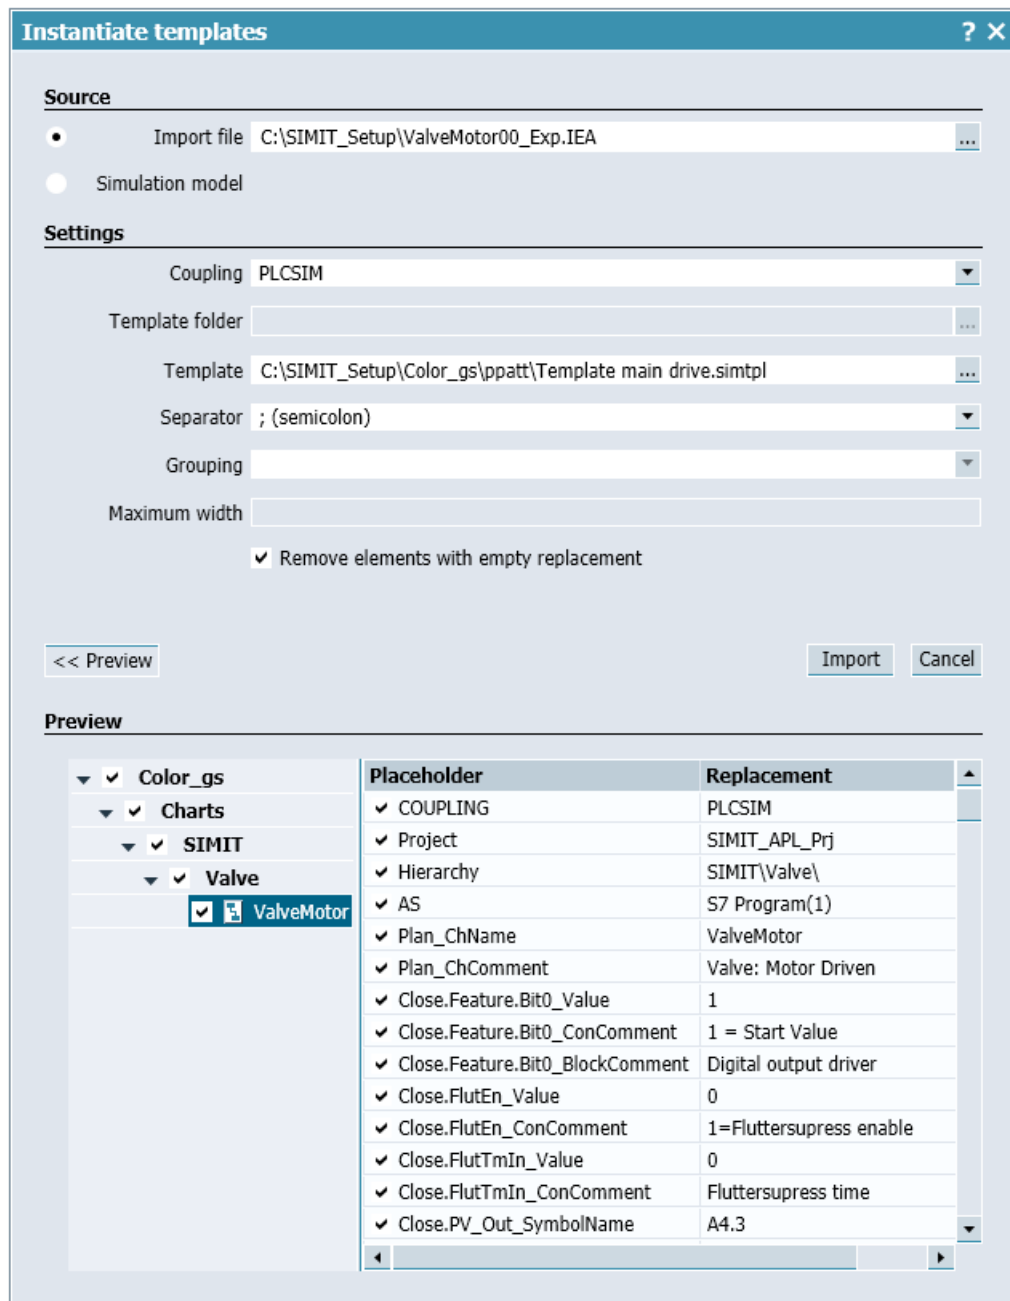 Instantiate templates ? ×
Source
Import file C:\SIMIT_Setup\ValveMotor00_Exp.IEA ...
Simulation model
Settings
Coupling PLCSIM
Template folder ...
Template C:\SIMIT_Setup\Color_gs\ppatt\Template main drive.simtpl ...
Separator ; (semicolon)
Grouping
Maximum width
Remove elements with empty replacement
<< Preview Import Cancel
Preview
Color_gs
Charts
SIMIT
Valve
ValveMotor
Placeholder Replacement
COUPLING PLCSIM
Project SIMIT_APL_Prj
Hierarchy SIMIT\Valve\
AS S7 Program(1)
Plan_ChName ValveMotor
Plan_ChComment Valve: Motor Driven
Close.Feature.Bit0_Value 1
Close.Feature.Bit0_ConComment 1 = Start Value
Close.Feature.Bit0_BlockComment Digital output driver
Close.FlutEn_Value 0
Close.FlutEn_ConComment 1=Fluttersupress enable
Close.FlutTmIn_Value 0
Close.FlutTmIn_ConComment Fluttersupress time
Close.PV_Out_SymbolName A4.3